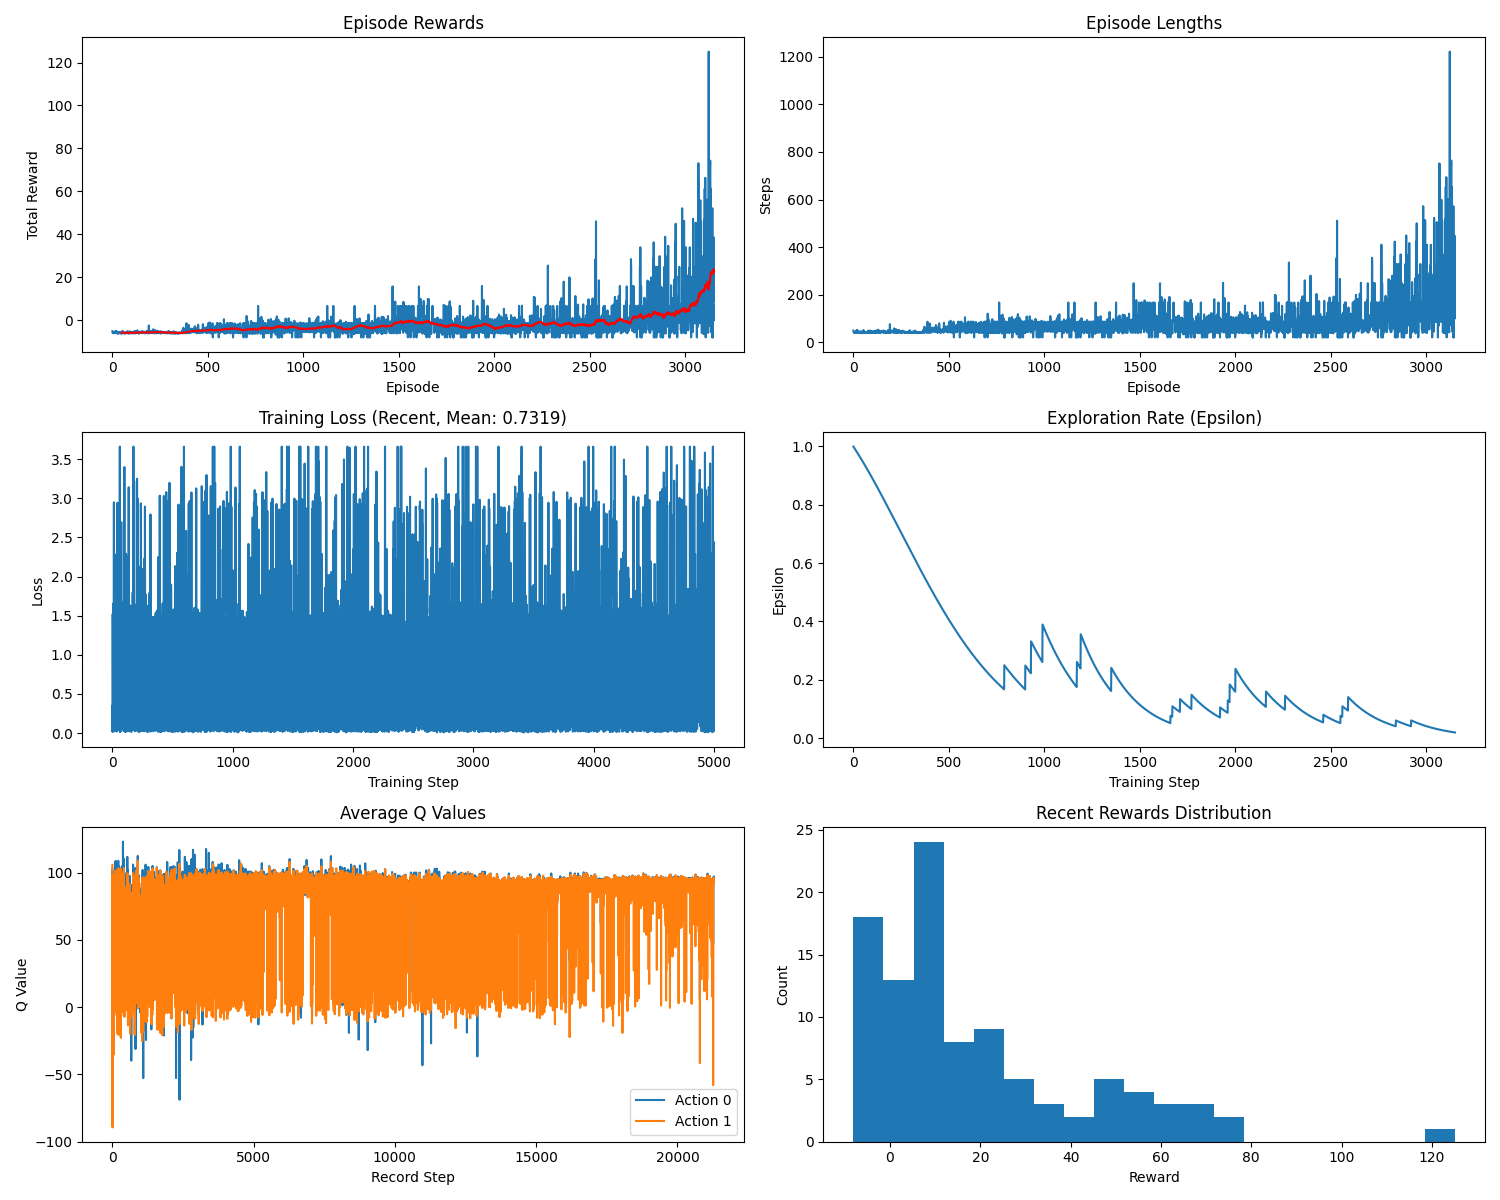 Episode Rewards
Total Reward
120
100
80
60
40
20
0
0 500 1000 1500 2000 2500 3000
Episode
Episode Lengths
Steps
1200
1000
800
600
400
200
0
0 500 1000 1500 2000 2500 3000
Episode
Training Loss (Recent, Mean: 0.7319)
Loss
3.5
3.0
2.5
2.0
1.5
1.0
0.5
0.0
0 1000 2000 3000 4000 5000
Training Step
Exploration Rate (Epsilon)
Epsilon
1.0
0.8
0.6
0.4
0.2
0.0
0 500 1000 1500 2000 2500 3000
Training Step
Average Q Values
Q Value
100
50
0
−50
−100
Action 0
Action 1
0 5000 10000 15000 20000
Record Step
Recent Rewards Distribution
Count
25
20
15
10
5
0
0 20 40 60 80 100 120
Reward